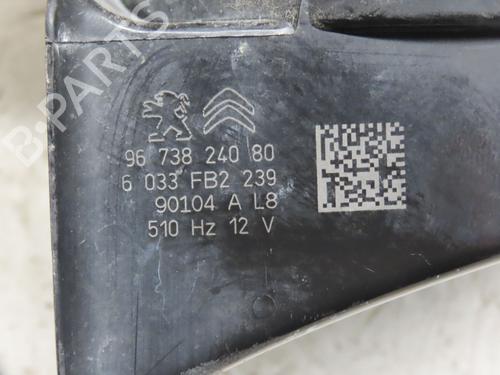 96 738 240 80
6 033 FB2 239
90104 A L8
510 Hz 12 V
B-PARTS